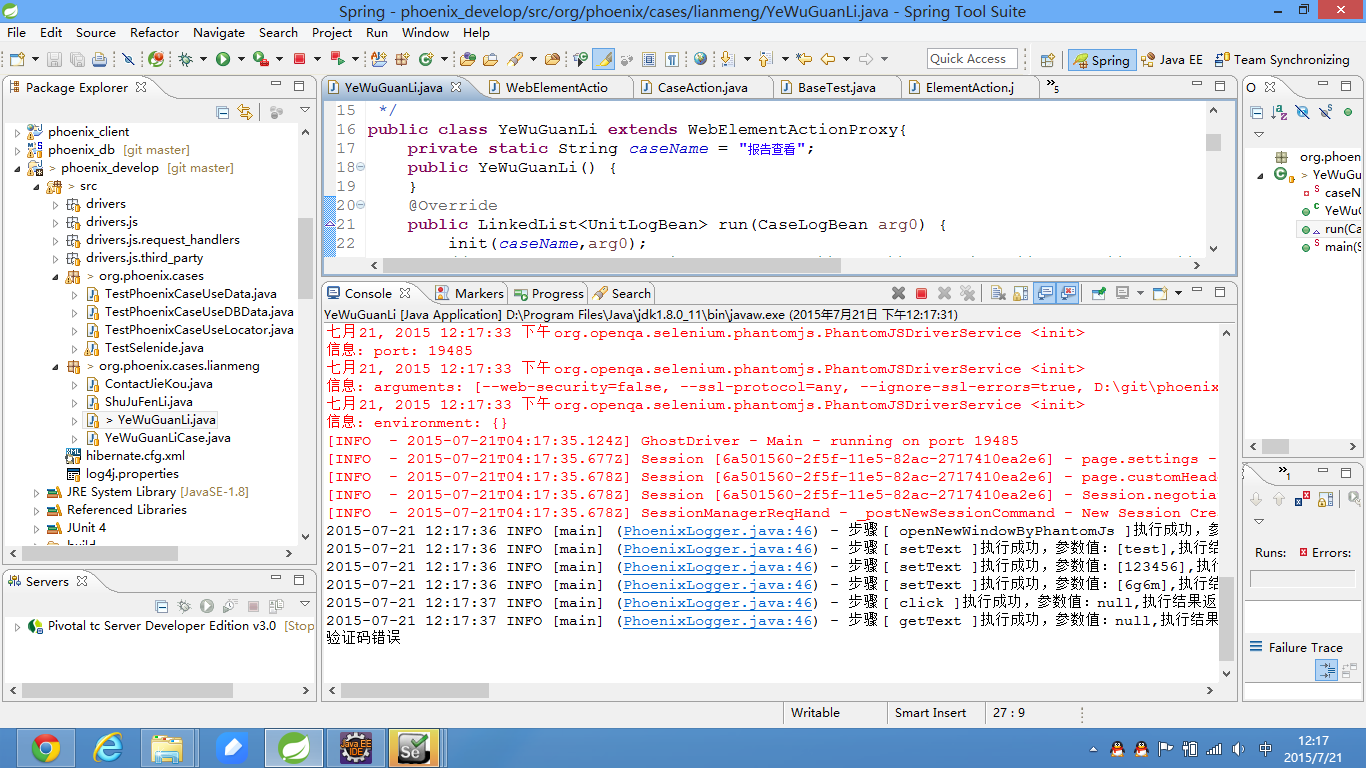 Spring - phoenix_develop/src/org/phoenix/cases/lianmeng/YeWuGuanLi.java - Spring Tool Suite
File Edit Source Refactor Navigate Search Project Run Window Help
Quick Access
Spring
Java EE
Team Synchronizing
Package Explorer
phoenix_client
phoenix_db [git master]
> phoenix_develop [git master]
> src
drivers
drivers.js
drivers.js.request_handlers
drivers.js.third_party
> org.phoenix.cases
TestPhoenixCaseUseData.java
TestPhoenixCaseUseDBData.java
TestPhoenixCaseUseLocator.java
TestSelenide.java
> org.phoenix.cases.lianmeng
ContactJieKou.java
ShuJuFenLi.java
> YeWuGuanLi.java
YeWuGuanLiCase.java
hibernate.cfg.xml
log4j.properties
JRE System Library [JavaSE-1.8]
Referenced Libraries
JUnit 4
Servers
Pivotal tc Server Developer Edition v3.0 [Stop
YeWuGuanLi.java
WebElementActio
CaseAction.java
BaseTest.java
ElementAction.j
»5
15 */
16 public class YeWuGuanLi extends WebElementActionProxy{
17 private static String caseName = "报告查看";
18 public YeWuGuanLi() {
19 }
20 @Override
21 public LinkedList<UnitLogBean> run(CaseLogBean arg0) {
22 init(caseName,arg0);
Console Markers Progress Search
YeWuGuanLi [Java Application] D:\Program Files\Java\jdk1.8.0_11\bin\javaw.exe (2015年7月21日 下午12:17:31)
七月 21, 2015 12:17:33 下午 org.openqa.selenium.phantomjs.PhantomJSDriverService <init>
信息: port: 19485
七月 21, 2015 12:17:33 下午 org.openqa.selenium.phantomjs.PhantomJSDriverService <init>
信息: arguments: [--web-security=false, --ssl-protocol=any, --ignore-ssl-errors=true, D:\git\phoenix
七月 21, 2015 12:17:33 下午 org.openqa.selenium.phantomjs.PhantomJSDriverService <init>
信息: environment: {}
[INFO - 2015-07-21T04:17:35.124Z] GhostDriver - Main - running on port 19485
[INFO - 2015-07-21T04:17:35.677Z] Session [6a501560-2f5f-11e5-82ac-2717410ea2e6] - page.settings -
[INFO - 2015-07-21T04:17:35.678Z] Session [6a501560-2f5f-11e5-82ac-2717410ea2e6] - page.customHead
[INFO - 2015-07-21T04:17:35.678Z] Session [6a501560-2f5f-11e5-82ac-2717410ea2e6] - Session.negotia
[INFO - 2015-07-21T04:17:35.678Z] SessionManagerReqHand - _postNewSessionCommand - New Session Cre
2015-07-21 12:17:36 INFO [main] (PhoenixLogger.java:46) - 步骤[ openNewWindowByPhantomJs ]执行成功，参
2015-07-21 12:17:36 INFO [main] (PhoenixLogger.java:46) - 步骤[ setText ]执行成功，参数值：[test],执行结
2015-07-21 12:17:36 INFO [main] (PhoenixLogger.java:46) - 步骤[ setText ]执行成功，参数值：[123456],执行
2015-07-21 12:17:36 INFO [main] (PhoenixLogger.java:46) - 步骤[ setText ]执行成功，参数值：[6g6m],执行结
2015-07-21 12:17:37 INFO [main] (PhoenixLogger.java:46) - 步骤[ click ]执行成功，参数值：null,执行结果返
2015-07-21 12:17:37 INFO [main] (PhoenixLogger.java:46) - 步骤[ getText ]执行成功，参数值：null,执行结果
验证码错误
O
org.phoen
> YeWuGu
caseN
YeWuG
run(Ca
main(S
»1
Runs:
Errors:
Failure Trace
Writable
Smart Insert
27 : 9
Java EE
IDE
Se
中
12:17
2015/7/21